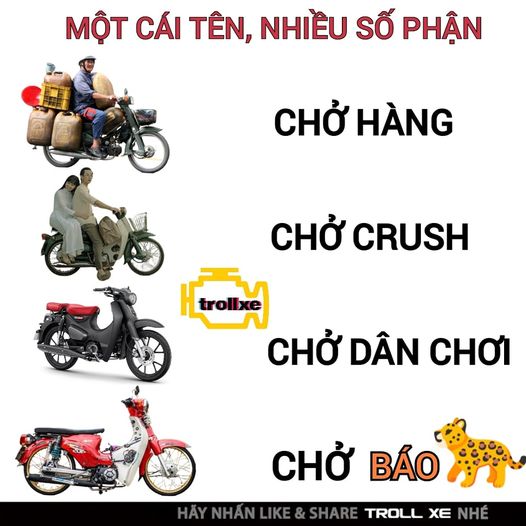 MỘT CÁI TÊN, NHIỀU SỐ PHẬN
CHỞ HÀNG
CHỞ CRUSH
trollxe
CHỞ DÂN CHƠI
CHỞ BÁO
HÃY NHẤN LIKE & SHARE TROLL XE NHÉ